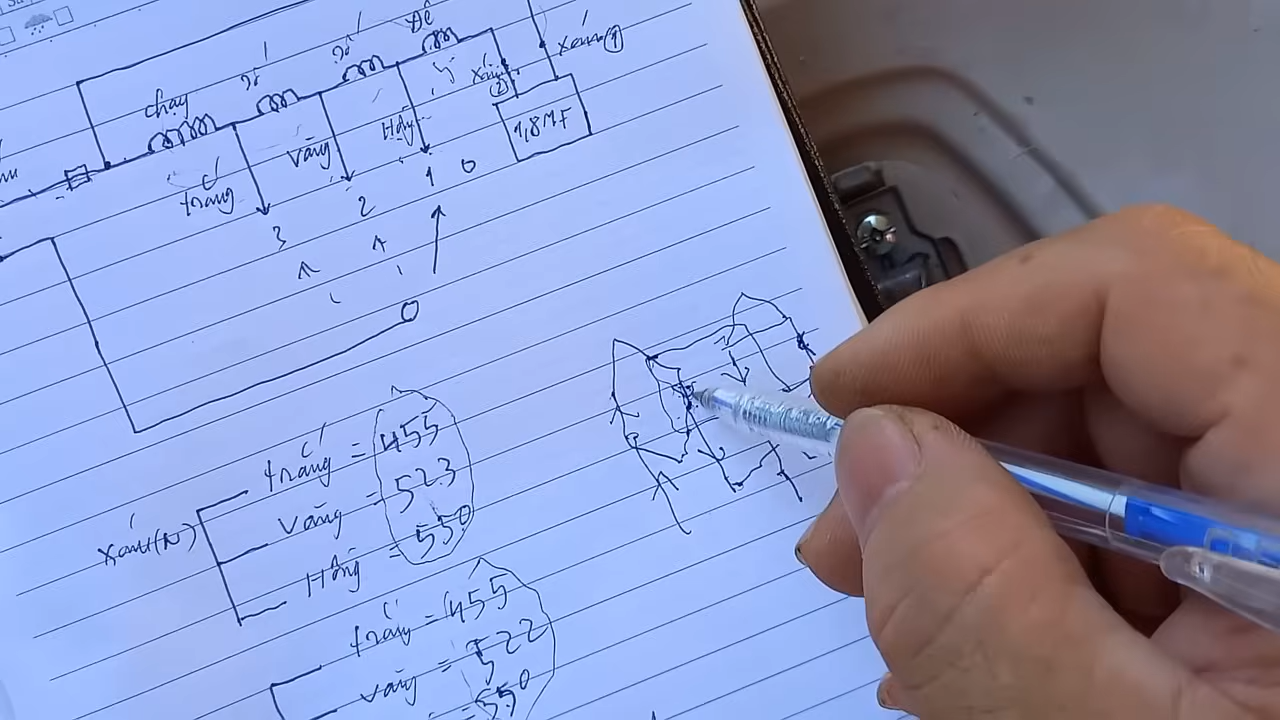 Đề
Số
Số
chạy
Xanh ①
Xanh ②
1,8MF
Hồng
Vàng
trắng
0
1
2
3
trắng = 455
Xanh(N) Vàng = 523
Hồng = 550
trắng = 455
vàng = 522
= 550